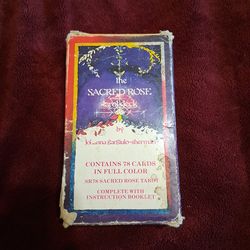 the
SACRED ROSE
tarot deck
by
johanna gargiulo-sherman
CONTAINS 78 CARDS
IN FULL COLOR
SR78 SACRED ROSE TAROT
COMPLETE WITH
INSTRUCTION BOOKLET